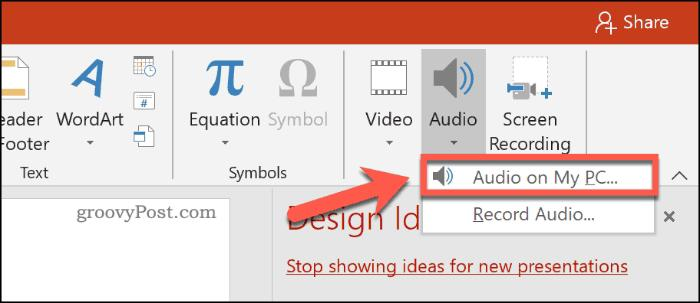 Share
eader
Footer
WordArt
#
Text
π
Equation
Ω
Symbol
Symbols
Video
Audio
Screen
Recording
Audio on My PC...
Record Audio...
groovyPost.com
Design Id
Stop showing ideas for new presentations